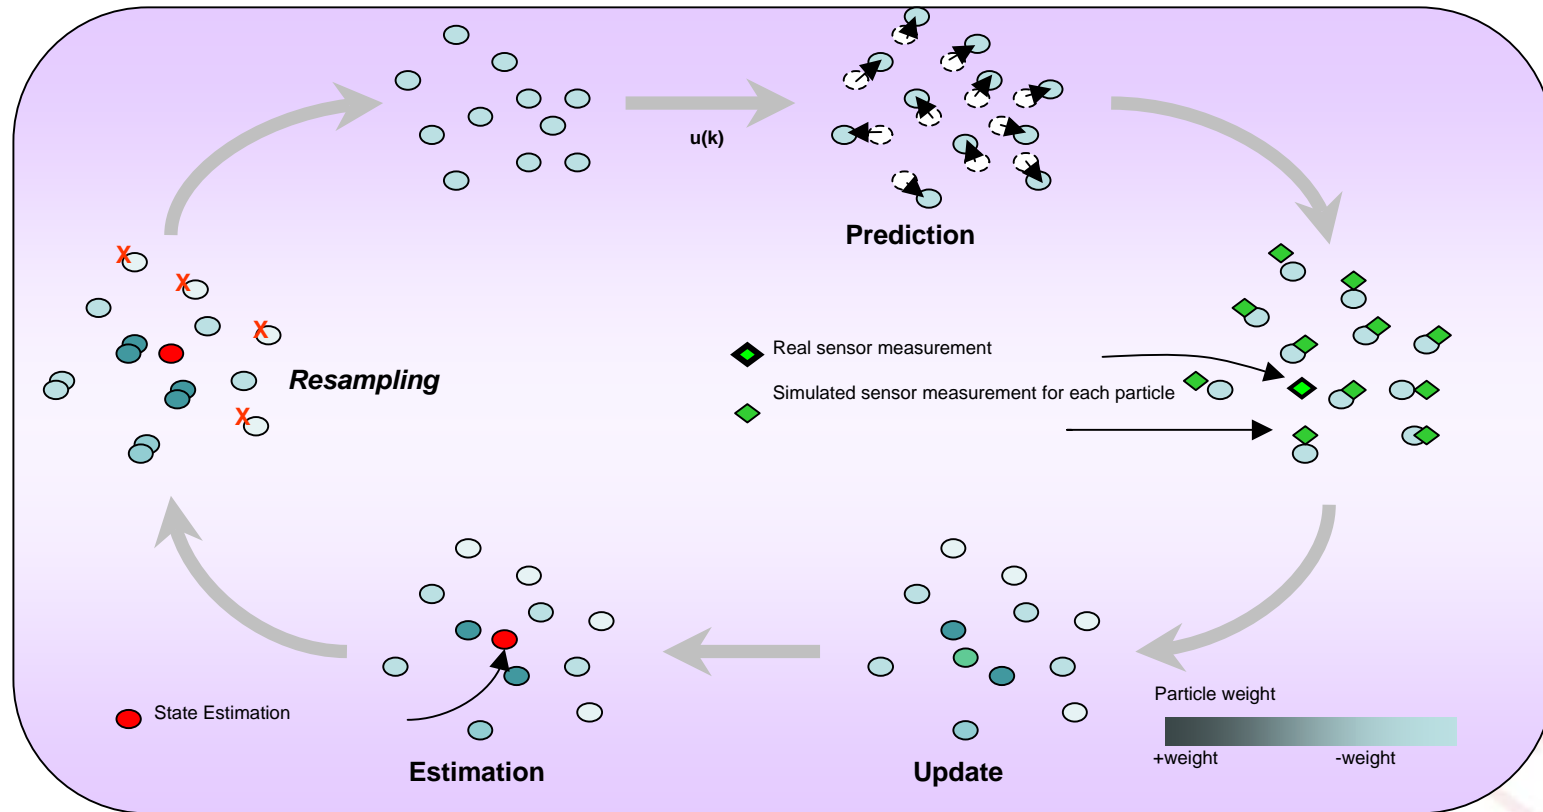 u(k)
Prediction
X
X
X
X
Resampling
Real sensor measurement
Simulated sensor measurement for each particle
State Estimation
Particle weight
+weight
-weight
Estimation
Update